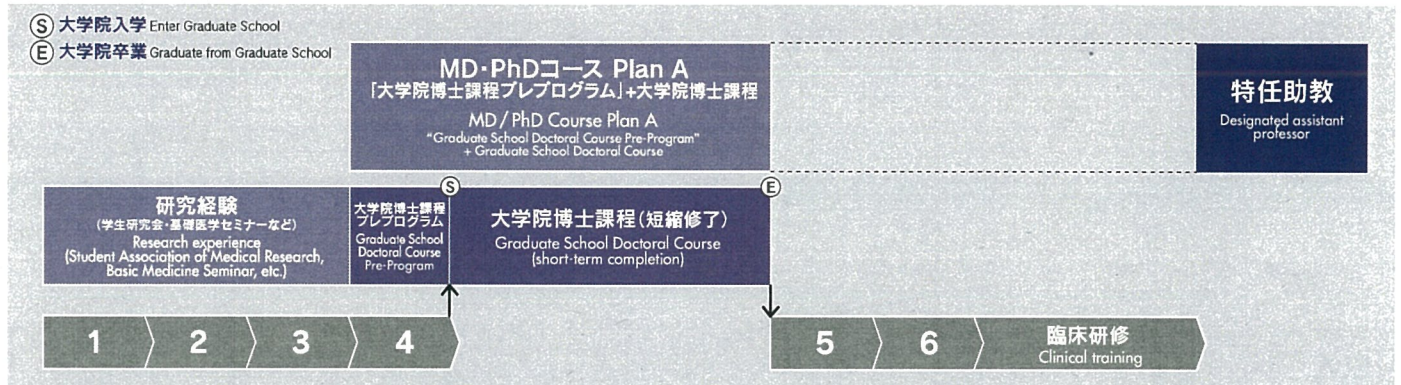 Ⓢ 大学院入学 Enter Graduate School
Ⓔ 大学院卒業 Graduate from Graduate School
MD・PhDコース Plan A
「大学院博士課程プレプログラム」+大学院博士課程
MD / PhD Course Plan A
“Graduate School Doctoral Course Pre-Program”
+ Graduate School Doctoral Course
特任助教
Designated assistant
professor
S
E
研究経験
(学生研究会・基礎医学セミナーなど)
Research experience
(Student Association of Medical Research,
Basic Medicine Seminar, etc.)
大学院博士課程
プレプログラム
Graduate School
Doctoral Course
Pre-Program
大学院博士課程(短縮修了)
Graduate School Doctoral Course
(short-term completion)
1
2
3
4
5
6
臨床研修
Clinical training